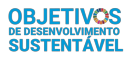 OBJETIVOS
DE DESENVOLVIMENTO
SUSTENTÁVEL